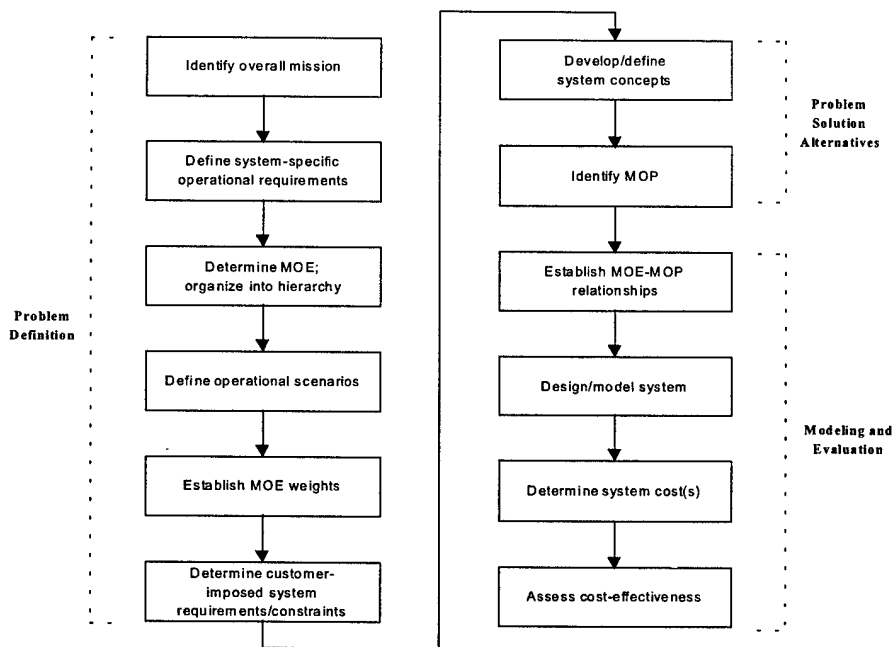 Problem
Definition
Identify overall mission
Define system-specific
operational requirements
Determine MOE;
organize into hierarchy
Define operational scenarios
Establish MOE weights
Determine customer-
imposed system
requirements/constraints
Develop/define
system concepts
Identify MOP
Problem
Solution
Alternatives
Establish MOE-MOP
relationships
Design/model system
Determine system cost(s)
Assess cost-effectiveness
Modeling and
Evaluation